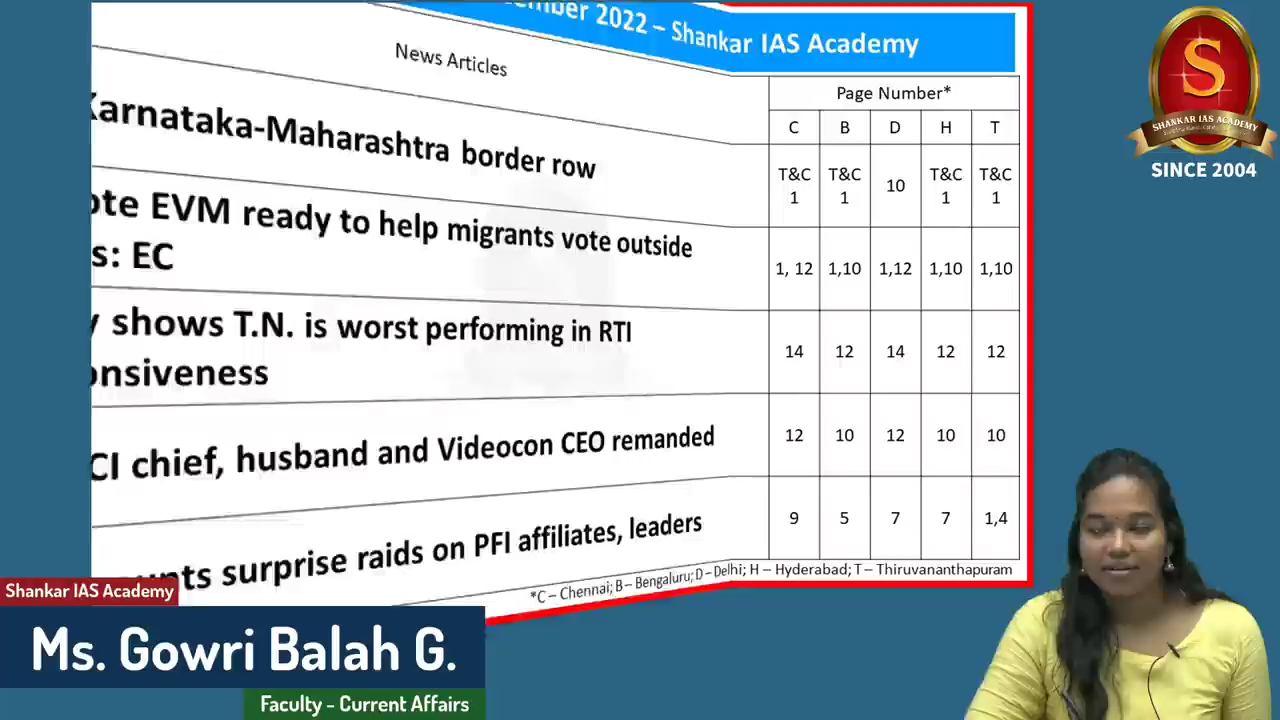 2022 – Shankar IAS Academy
News Articles
Page Number*
C B D H T
Karnataka-Maharashtra border row
T&C 1 T&C 1 10 T&C 1 T&C 1
EVM ready to help migrants vote outside
EC
1, 12 1,10 1,12 1,10 1,10
shows T.N. is worst performing in RTI
14 12 14 12 12
chief, husband and Videocon CEO remanded
12 10 12 10 10
surprise raids on PFI affiliates, leaders
9 5 7 7 1,4
*C – Chennai; B – Bengaluru; D – Delhi; H – Hyderabad; T – Thiruvananthapuram
S
SHANKAR IAS ACADEMY
SINCE 2004
Shankar IAS Academy
Ms. Gowri Balah G.
Faculty - Current Affairs